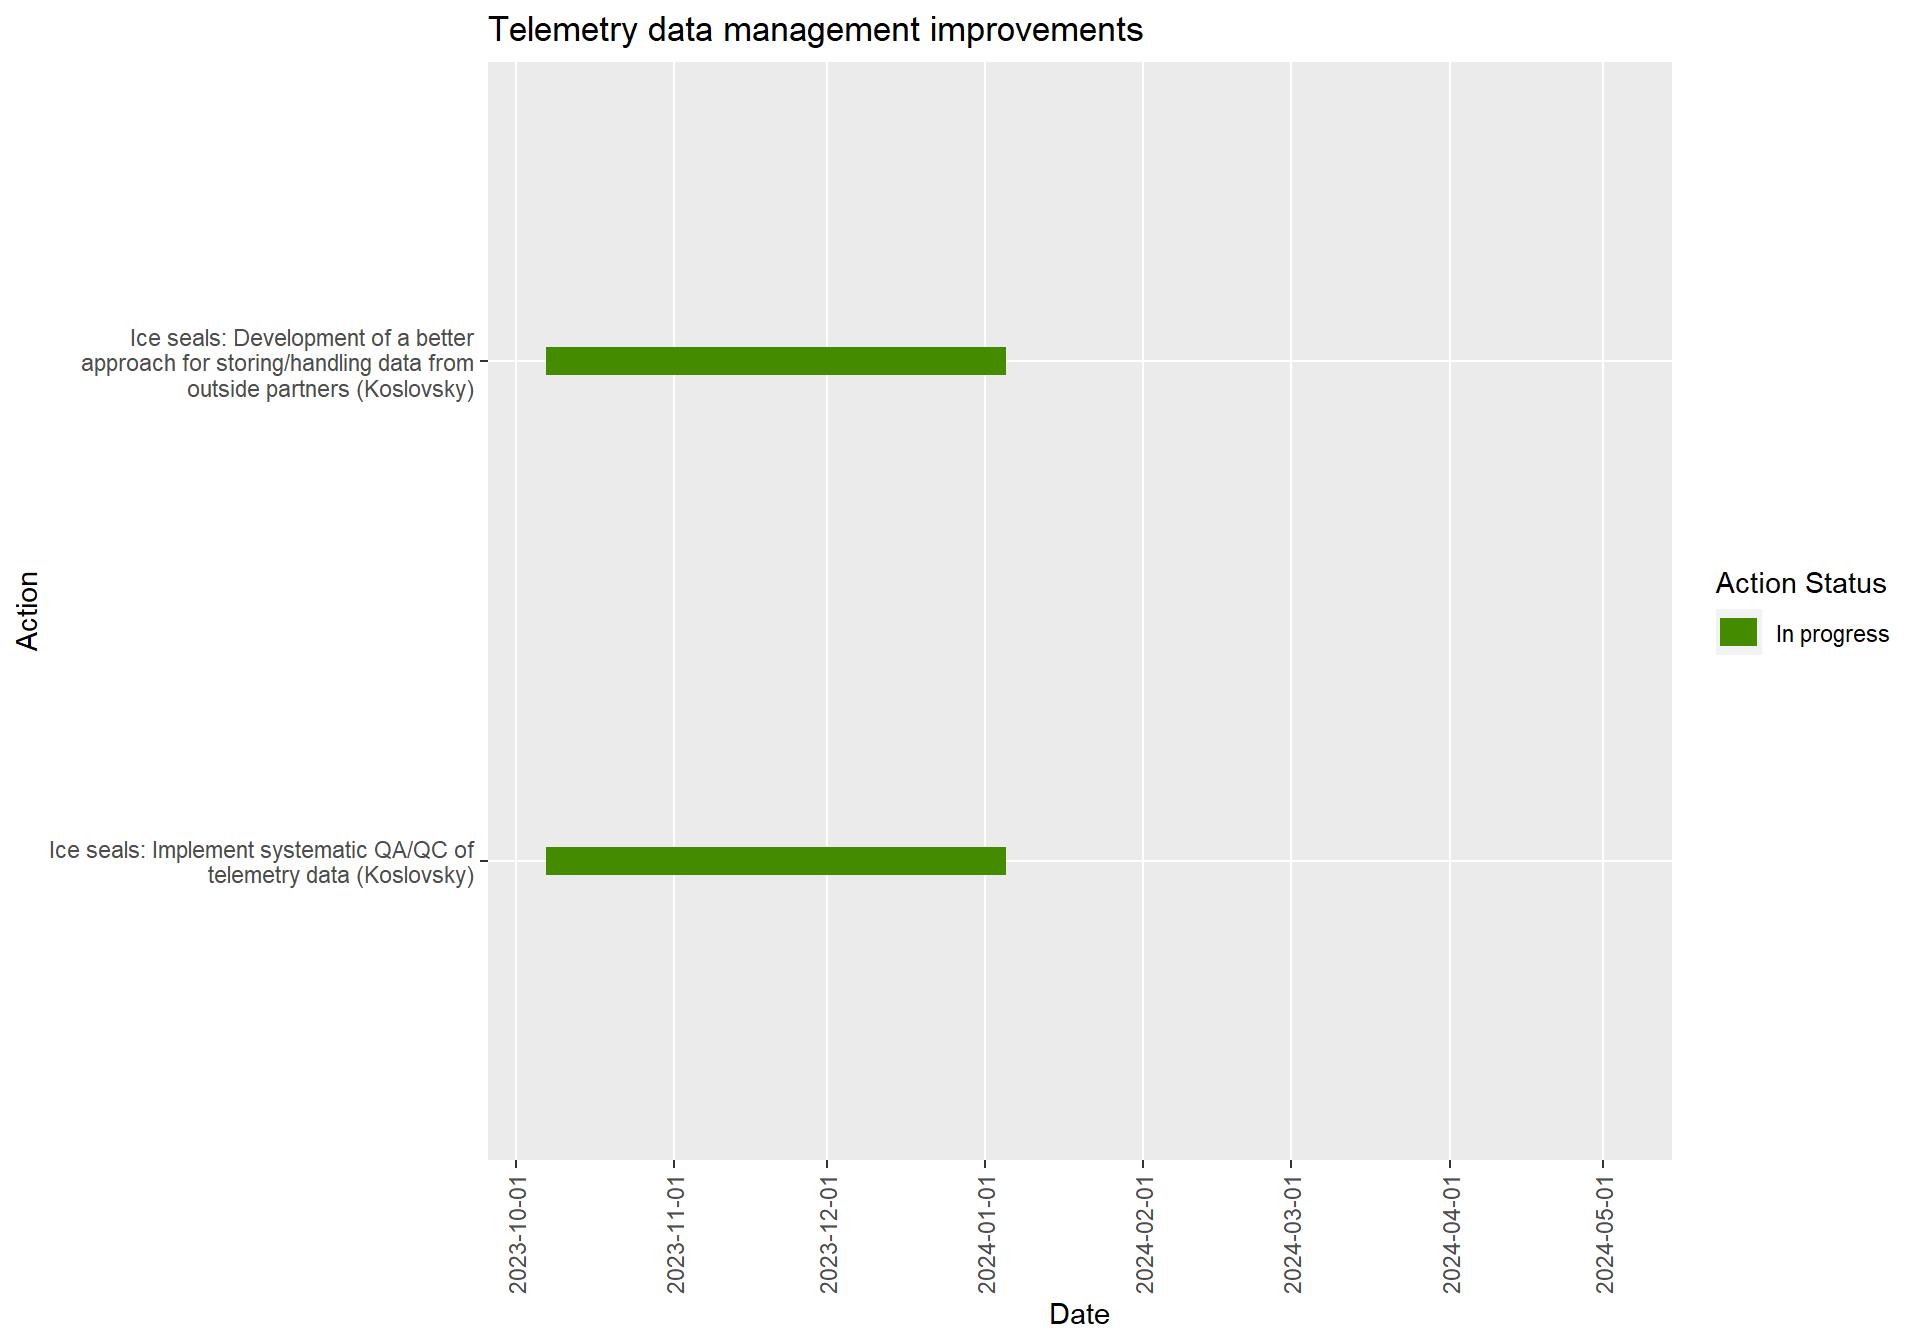 Telemetry data management improvements
Action
Ice seals: Development of a better
approach for storing/handling data from
outside partners (Koslovsky)
Ice seals: Implement systematic QA/QC of
telemetry data (Koslovsky)
2023-10-01
2023-11-01
2023-12-01
2024-01-01
2024-02-01
2024-03-01
2024-04-01
2024-05-01
Date
Action Status
In progress